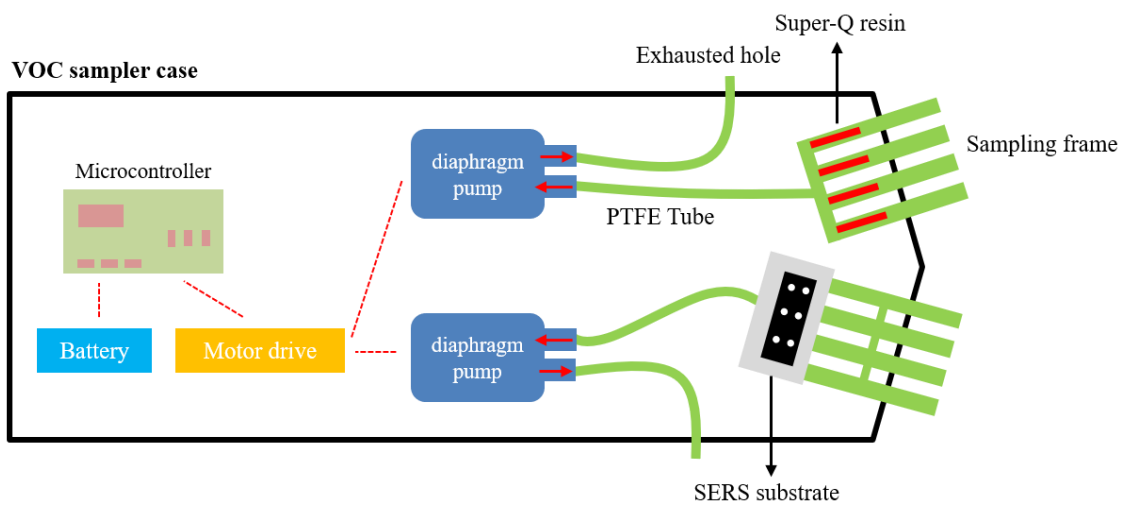 Super-Q resin
Exhausted hole
VOC sampler case
diaphragm
pump
Sampling frame
Microcontroller
PTFE Tube
Battery
Motor drive
diaphragm
pump
SERS substrate